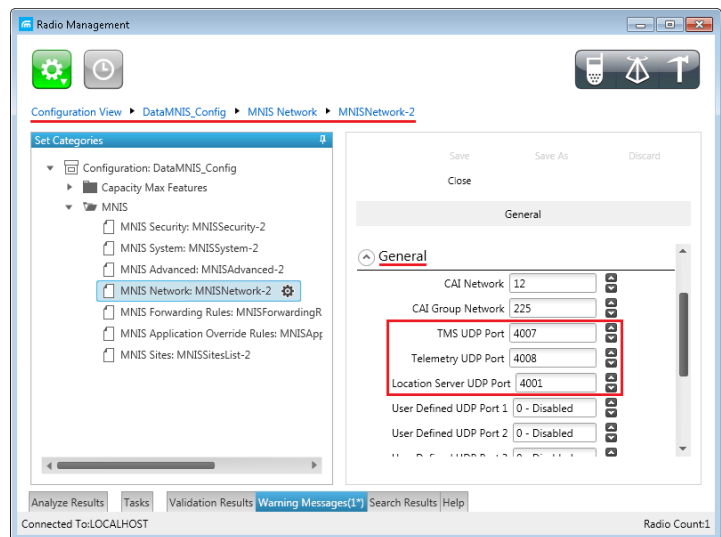 Radio Management
Configuration View DataMNIS_Config MNIS Network MNISNetwork-2
Set Categories
Configuration: DataMNIS_Config
Capacity Max Features
MNIS
MNIS Security: MNISSecurity-2
MNIS System: MNISSystem-2
MNIS Advanced: MNISAdvanced-2
MNIS Network: MNISNetwork-2
MNIS Forwarding Rules: MNISForwardingR
MNIS Application Override Rules: MNISApp
MNIS Sites: MNISSitesList-2
Save Save As Discard
Close
General
General
CAI Network 12
CAI Group Network 225
TMS UDP Port 4007
Telemetry UDP Port 4008
Location Server UDP Port 4001
User Defined UDP Port 1 0 - Disabled
User Defined UDP Port 2 0 - Disabled
Analyze Results Tasks Validation Results Warning Messages(1*) Search Results Help
Connected To:LOCALHOST Radio Count:1